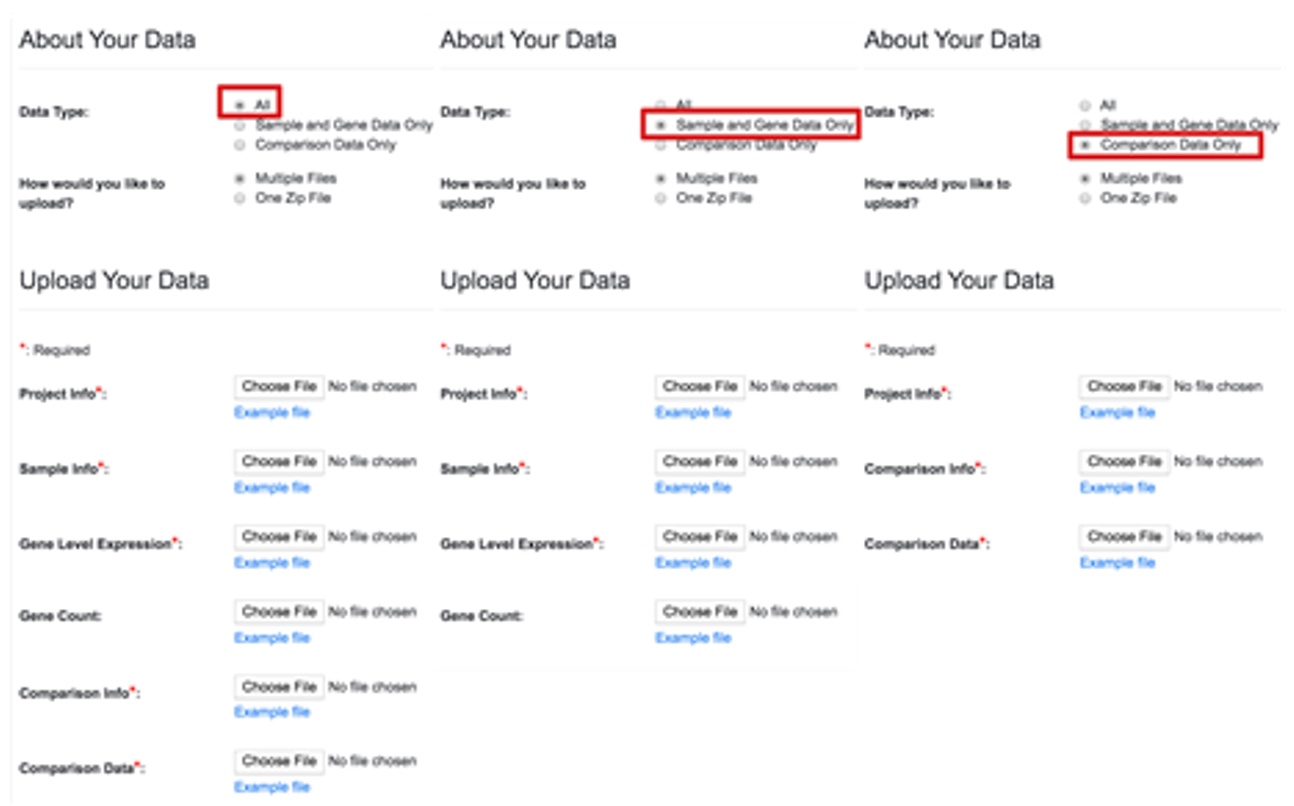 About Your Data
Data Type:
All
Sample and Gene Data Only
Comparison Data Only
How would you like to
upload?
Multiple Files
One Zip File
Upload Your Data
*: Required
Project Info*:
Choose File No file chosen
Example file
Sample Info*:
Choose File No file chosen
Example file
Gene Level Expression*:
Choose File No file chosen
Example file
Gene Count:
Choose File No file chosen
Example file
Comparison Info*:
Choose File No file chosen
Example file
Comparison Data*:
Choose File No file chosen
Example file
About Your Data
Data Type:
All
Sample and Gene Data Only
Comparison Data Only
How would you like to
upload?
Multiple Files
One Zip File
Upload Your Data
*: Required
Project Info*:
Choose File No file chosen
Example file
Sample Info*:
Choose File No file chosen
Example file
Gene Level Expression*:
Choose File No file chosen
Example file
Gene Count:
Choose File No file chosen
Example file
About Your Data
Data Type:
All
Sample and Gene Data Only
Comparison Data Only
How would you like to
upload?
Multiple Files
One Zip File
Upload Your Data
*: Required
Project Info*:
Choose File No file chosen
Example file
Comparison Info*:
Choose File No file chosen
Example file
Comparison Data*:
Choose File No file chosen
Example file